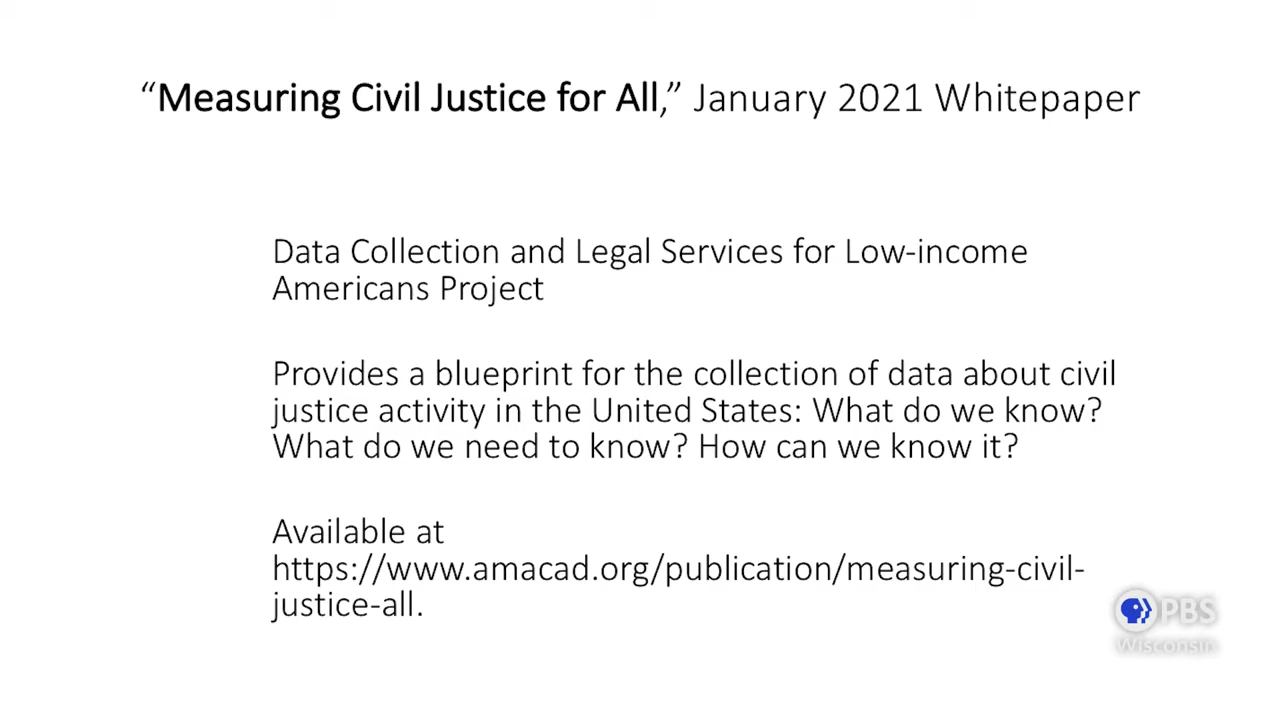 “Measuring Civil Justice for All,” January 2021 Whitepaper
Data Collection and Legal Services for Low-income
Americans Project
Provides a blueprint for the collection of data about civil
justice activity in the United States: What do we know?
What do we need to know? How can we know it?
Available at
https://www.amacad.org/publication/measuring-civil-
justice-all.
PBS
Wisconsin